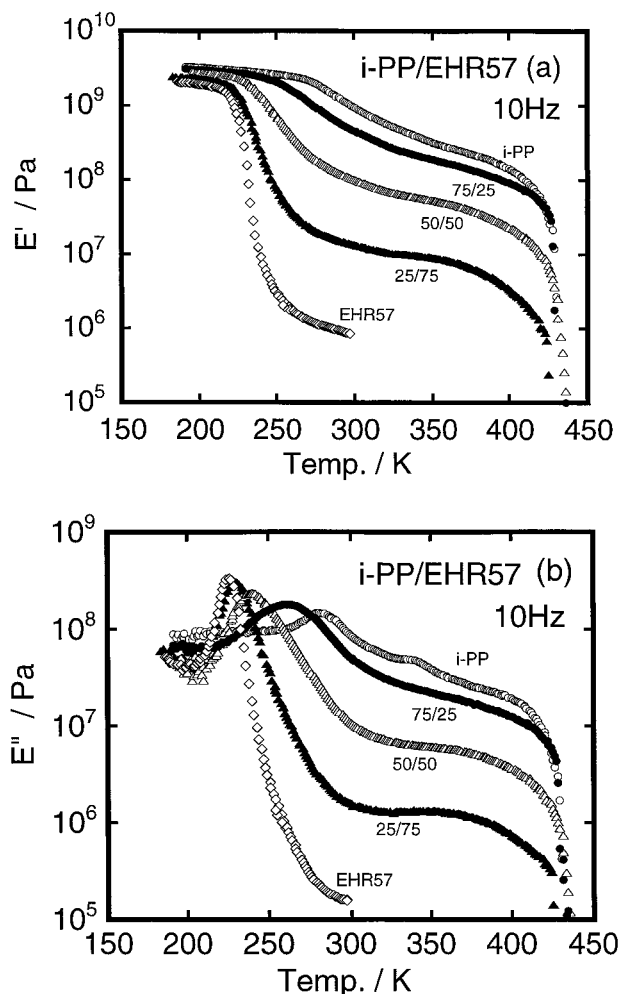 i-PP/EHR57 (a)
10Hz
i-PP
75/25
50/50
25/75
EHR57
E' / Pa
10^10
10^9
10^8
10^7
10^6
10^5
150 200 250 300 350 400 450
Temp. / K
i-PP/EHR57 (b)
10Hz
i-PP
75/25
50/50
25/75
EHR57
E'' / Pa
10^9
10^8
10^7
10^6
10^5
150 200 250 300 350 400 450
Temp. / K